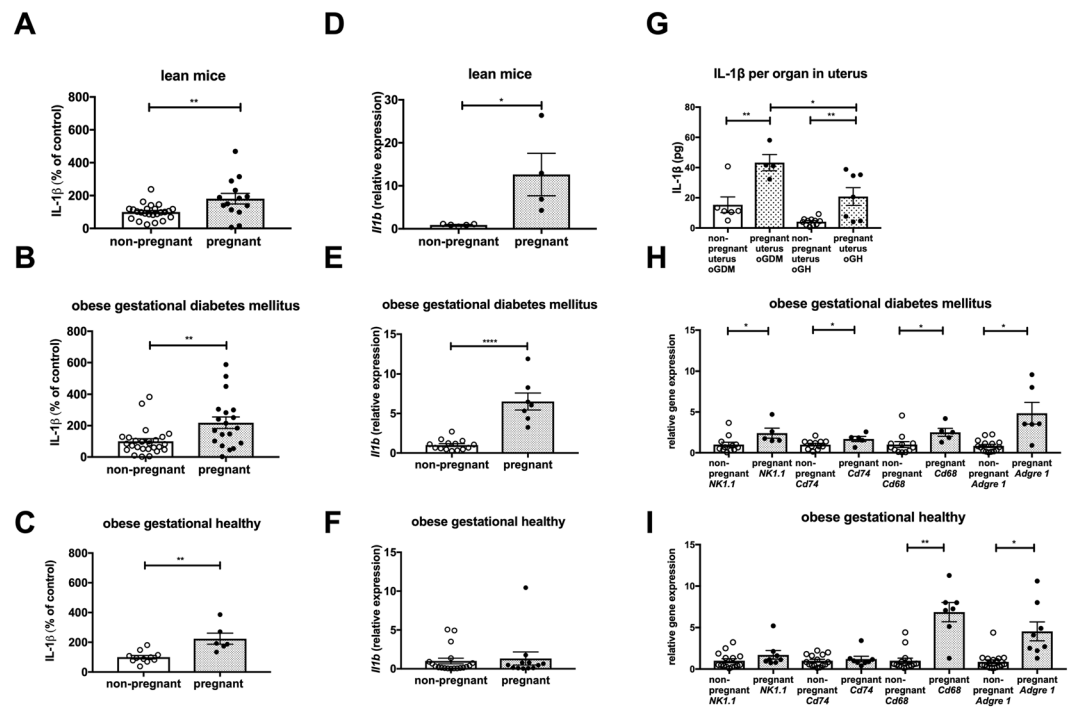 A
lean mice
IL-1β (% of control)
800
600
400
200
0
**
non-pregnant
pregnant
B
obese gestational diabetes mellitus
IL-1β (% of control)
800
600
400
200
0
**
non-pregnant
pregnant
C
obese gestational healthy
IL-1β (% of control)
800
600
400
200
0
**
non-pregnant
pregnant
D
lean mice
Il1b (relative expression)
30
20
10
0
*
non-pregnant
pregnant
E
obese gestational diabetes mellitus
Il1b (relative expression)
15
10
5
0
****
non-pregnant
pregnant
F
obese gestational healthy
Il1b (relative expression)
15
10
5
0
non-pregnant
pregnant
G
IL-1β per organ in uterus
IL-1β (pg)
80
60
40
20
0
**
*
**
non-
pregnant
uterus
oGDM
pregnant
uterus
oGDM
non-
pregnant
uterus
oGH
pregnant
uterus
oGH
H
obese gestational diabetes mellitus
relative gene expression
15
10
5
0
*
*
*
*
non-
pregnant
NK1.1
pregnant
NK1.1
non-
pregnant
Cd74
pregnant
Cd74
non-
pregnant
Cd68
pregnant
Cd68
non-
pregnant
Adgre 1
pregnant
Adgre 1
I
obese gestational healthy
relative gene expression
15
10
5
0
**
*
non-
pregnant
NK1.1
pregnant
NK1.1
non-
pregnant
Cd74
pregnant
Cd74
non-
pregnant
Cd68
pregnant
Cd68
non-
pregnant
Adgre 1
pregnant
Adgre 1